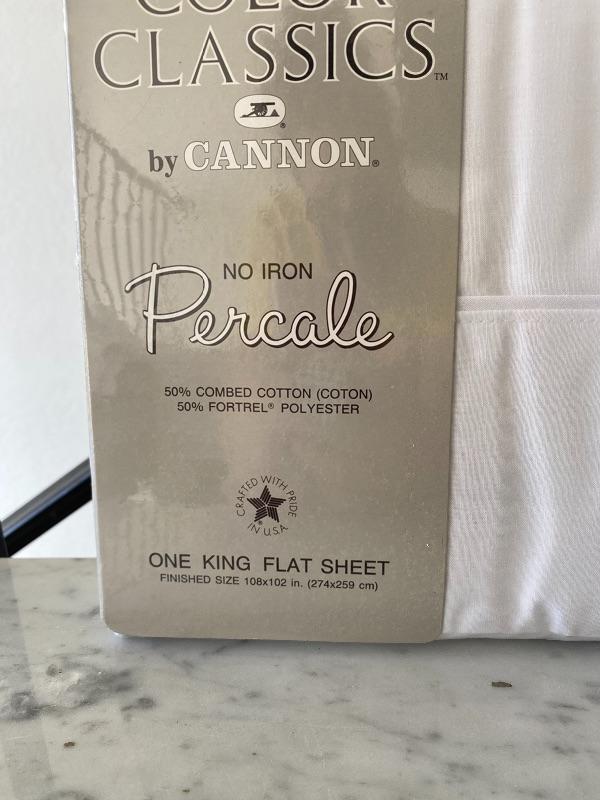 COLOR
CLASSICS™
®
by CANNON®
NO IRON
Percale
50% COMBED COTTON (COTON)
50% FORTREL® POLYESTER
CRAFTED WITH PRIDE
® IN U.S.A.
ONE KING FLAT SHEET
FINISHED SIZE 108x102 in. (274x259 cm)